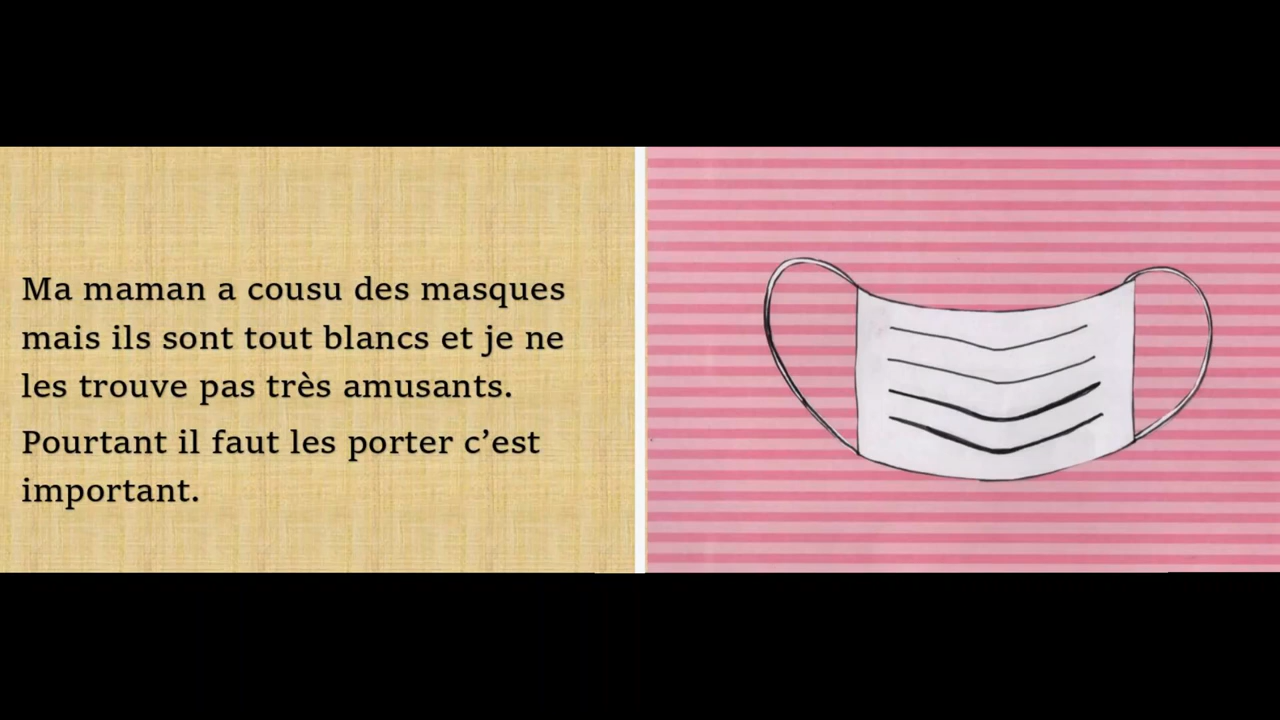 Ma maman a cousu des masques
mais ils sont tout blancs et je ne
les trouve pas très amusants.
Pourtant il faut les porter c’est
important.